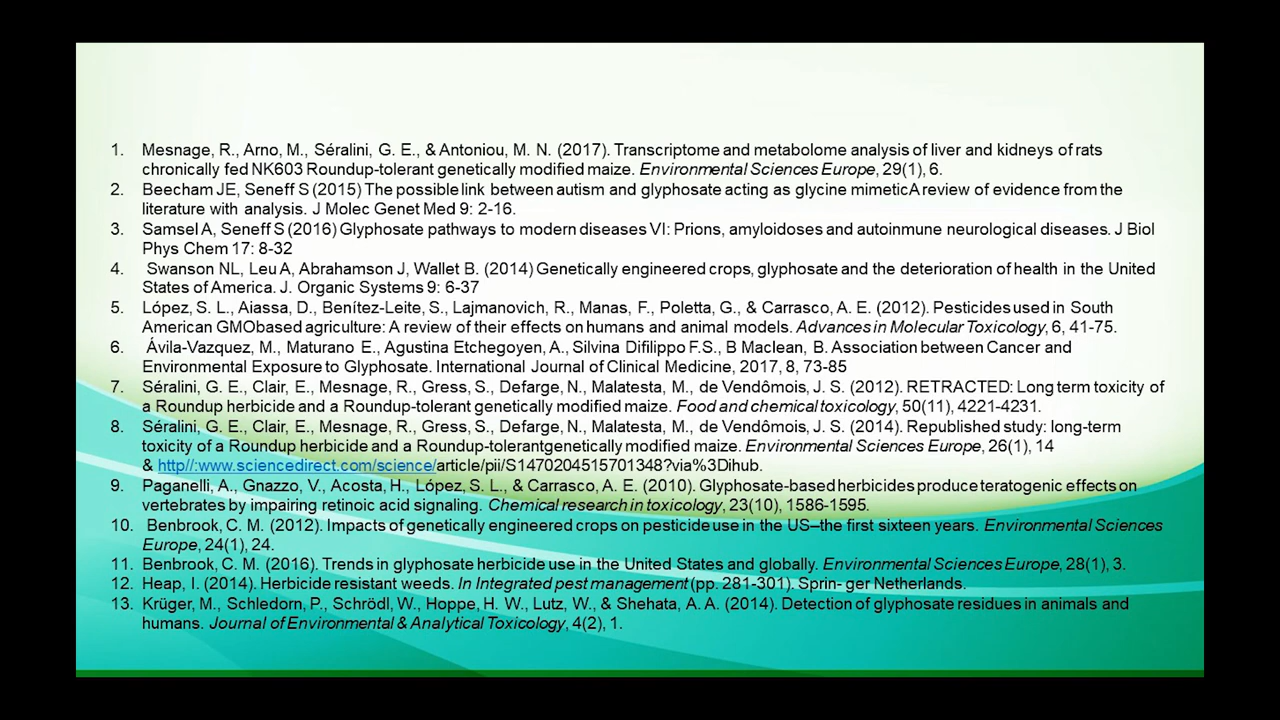 1. Mesnage, R., Arno, M., Séralini, G. E., & Antoniou, M. N. (2017). Transcriptome and metabolome analysis of liver and kidneys of rats
chronically fed NK603 Roundup-tolerant genetically modified maize. Environmental Sciences Europe, 29(1), 6.
2. Beecham JE, Seneff S (2015) The possible link between autism and glyphosate acting as glycine mimeticA review of evidence from the
literature with analysis. J Molec Genet Med 9: 2-16.
3. Samsel A, Seneff S (2016) Glyphosate pathways to modern diseases VI: Prions, amyloidoses and autoinmune neurological diseases. J Biol
Phys Chem 17: 8-32
4. Swanson NL, Leu A, Abrahamson J, Wallet B. (2014) Genetically engineered crops, glyphosate and the deterioration of health in the United
States of America. J. Organic Systems 9: 6-37
5. López, S. L., Aiassa, D., Benítez-Leite, S., Lajmanovich, R., Manas, F., Poletta, G., & Carrasco, A. E. (2012). Pesticides used in South
American GMObased agriculture: A review of their effects on humans and animal models. Advances in Molecular Toxicology, 6, 41-75.
6. Ávila-Vazquez, M., Maturano E., Agustina Etchegoyen, A., Silvina Difilippo F.S., B Maclean, B. Association between Cancer and
Environmental Exposure to Glyphosate. International Journal of Clinical Medicine, 2017, 8, 73-85
7. Séralini, G. E., Clair, E., Mesnage, R., Gress, S., Defarge, N., Malatesta, M., de Vendômois, J. S. (2012). RETRACTED: Long term toxicity of
a Roundup herbicide and a Roundup-tolerant genetically modified maize. Food and chemical toxicology, 50(11), 4221-4231.
8. Séralini, G. E., Clair, E., Mesnage, R., Gress, S., Defarge, N., Malatesta, M., de Vendômois, J. S. (2014). Republished study: long-term
toxicity of a Roundup herbicide and a Roundup-tolerantgenetically modified maize. Environmental Sciences Europe, 26(1), 14
& http//:www.sciencedirect.com/science/article/pii/S1470204515701348?via%3Dihub.
9. Paganelli, A., Gnazzo, V., Acosta, H., López, S. L., & Carrasco, A. E. (2010). Glyphosate-based herbicides produce teratogenic effects on
vertebrates by impairing retinoic acid signaling. Chemical research in toxicology, 23(10), 1586-1595.
10. Benbrook, C. M. (2012). Impacts of genetically engineered crops on pesticide use in the US–the first sixteen years. Environmental Sciences
Europe, 24(1), 24.
11. Benbrook, C. M. (2016). Trends in glyphosate herbicide use in the United States and globally. Environmental Sciences Europe, 28(1), 3.
12. Heap, I. (2014). Herbicide resistant weeds. In Integrated pest management (pp. 281-301). Sprin- ger Netherlands.
13. Krüger, M., Schledorn, P., Schrödl, W., Hoppe, H. W., Lutz, W., & Shehata, A. A. (2014). Detection of glyphosate residues in animals and
humans. Journal of Environmental & Analytical Toxicology, 4(2), 1.